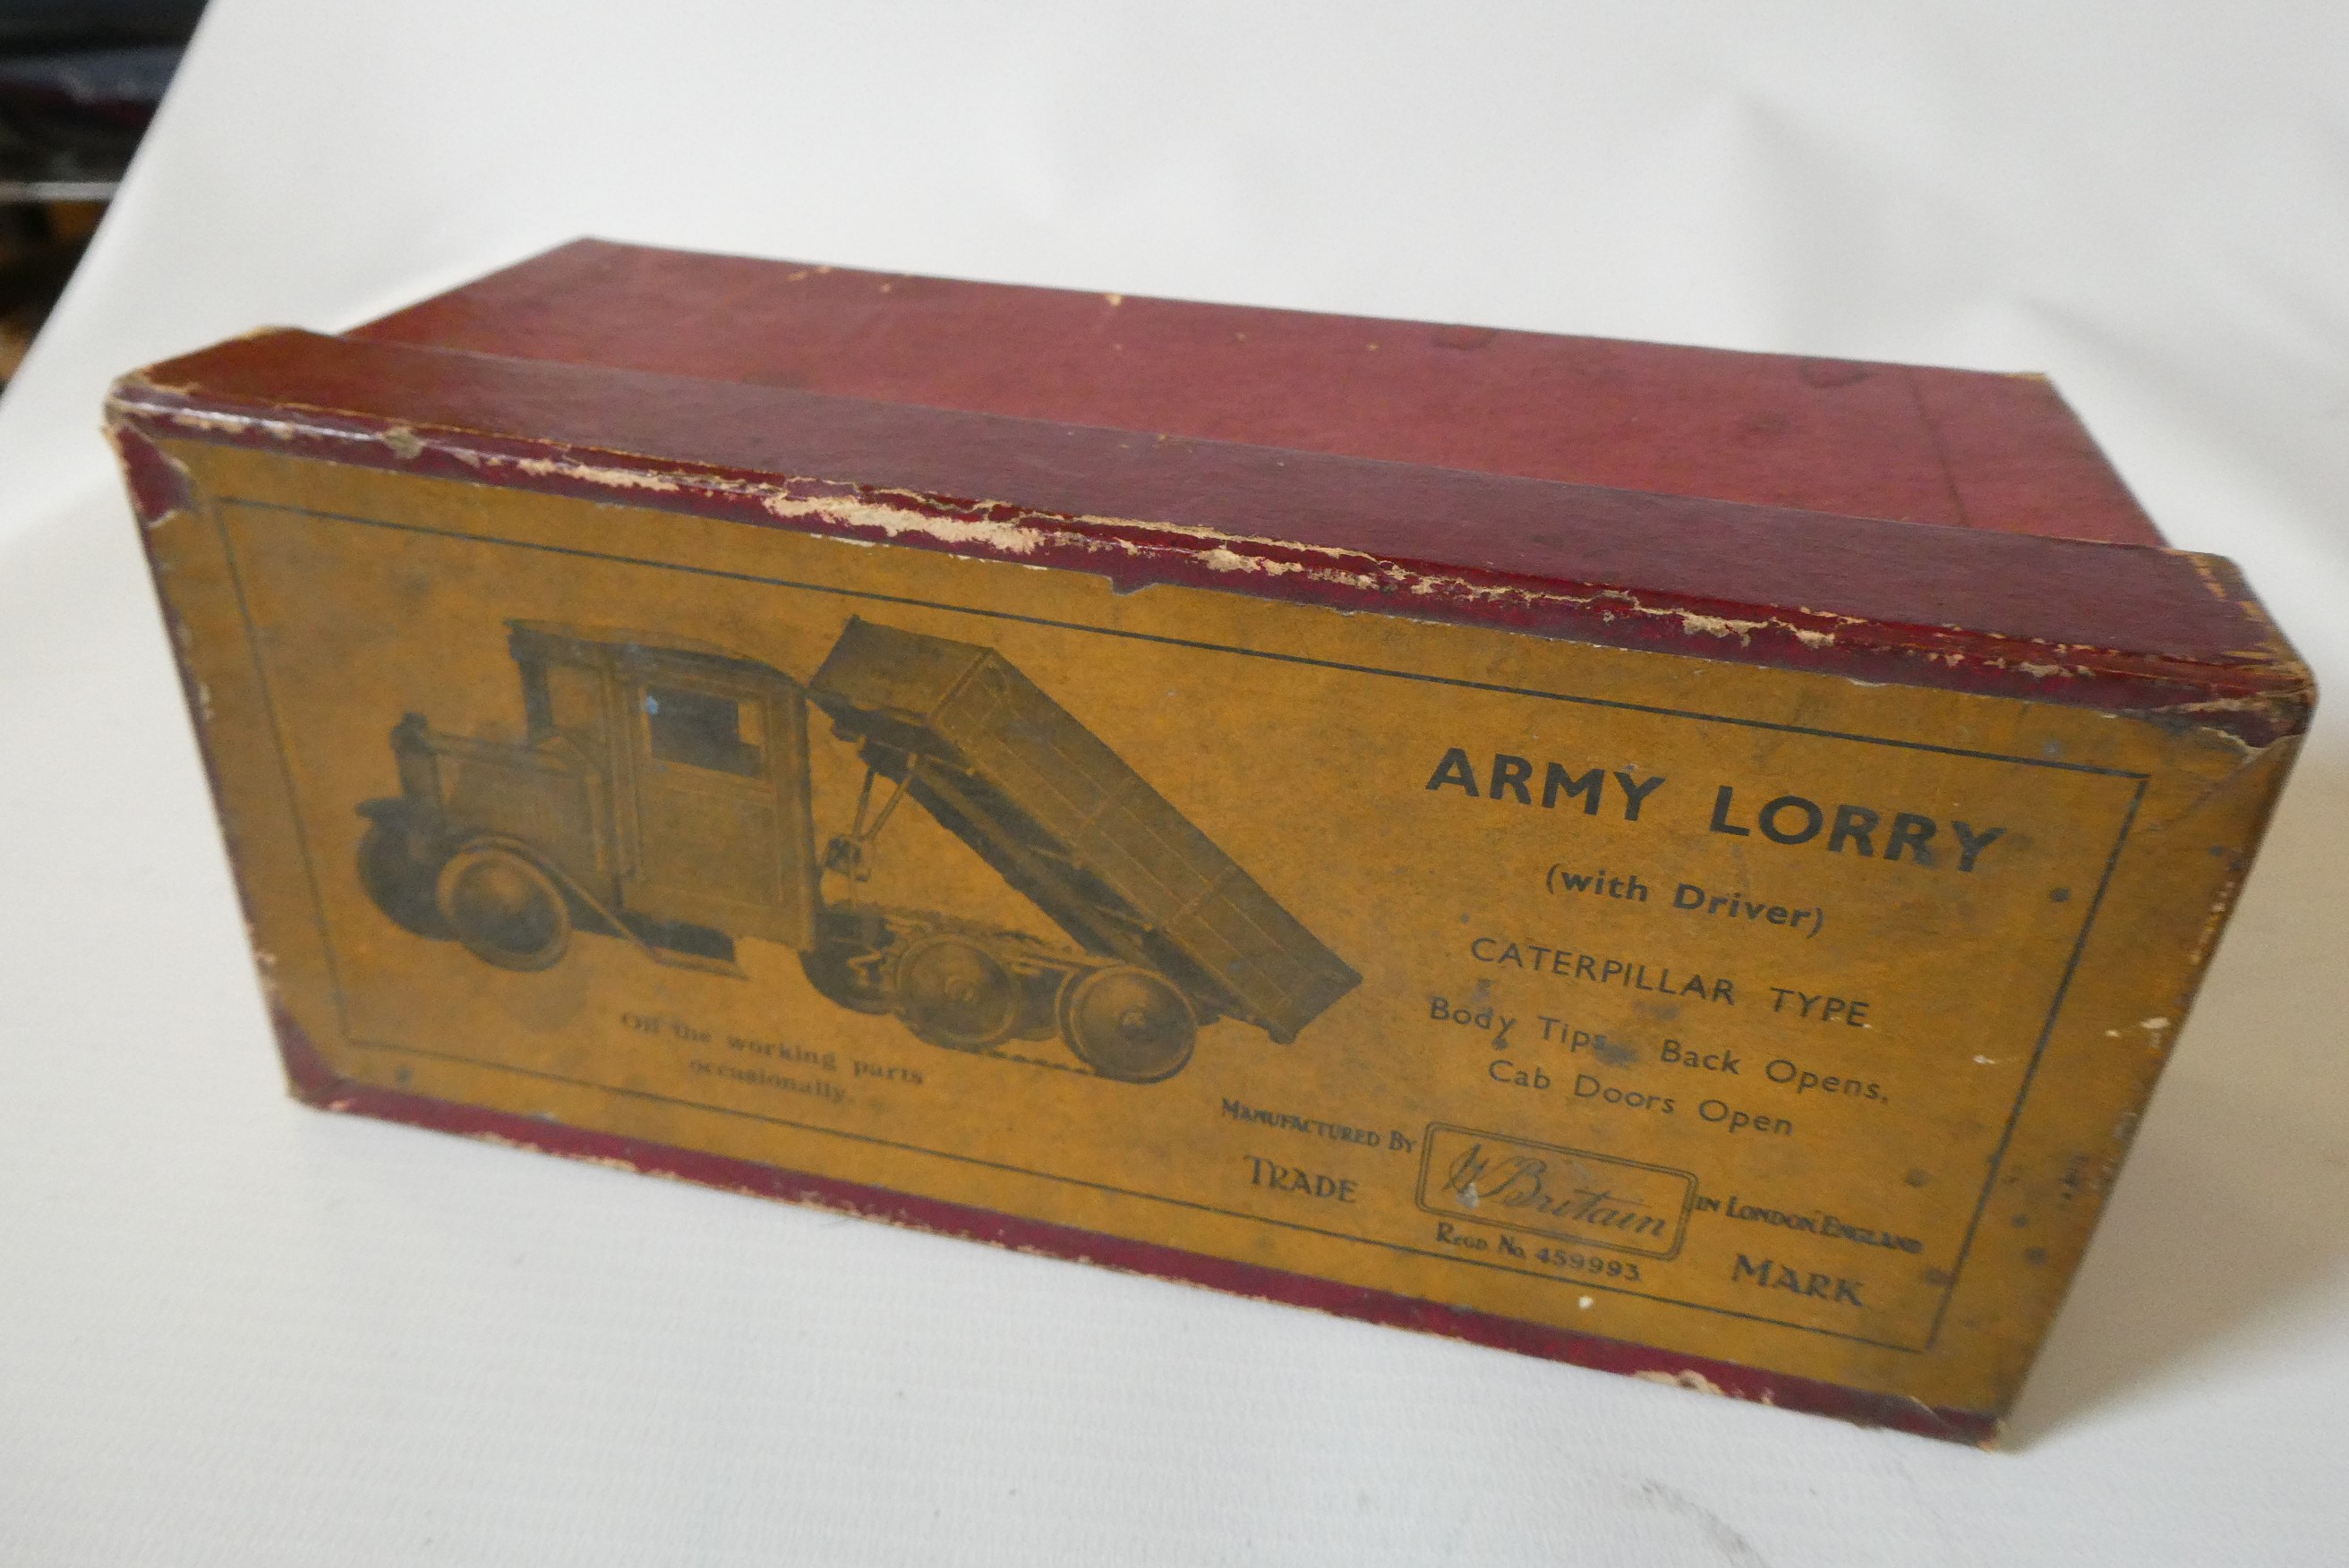 ARMY LORRY
(with Driver)
CATERPILLAR TYPE
Body Tips Back Opens,
Cab Doors Open
Oil the working parts
occasionally.
MANUFACTURED BY W Britain IN LONDON, ENGLAND
TRADE MARK
REGD. No. 459993